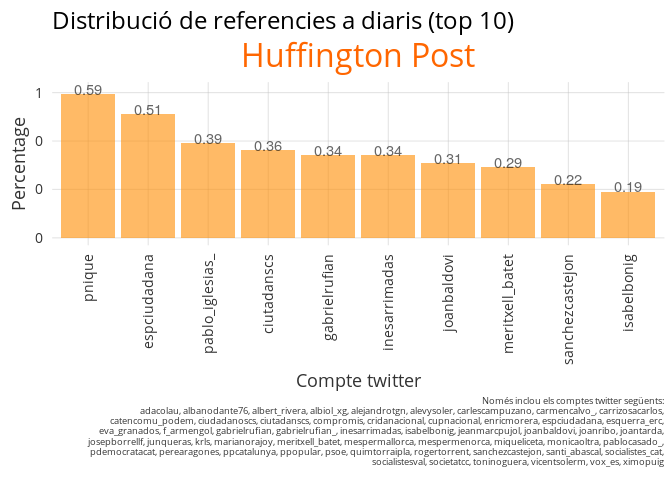 Distribució de referencies a diaris (top 10)
Huffington Post
Percentage
1
0
0
0
0.59
0.51
0.39
0.36
0.34
0.34
0.31
0.29
0.22
0.19
pnique
espciudadana
pablo_iglesias_
ciutadanscs
gabrielrufian
inesarrimadas
joanbaldovi
meritxell_batet
sanchezcastejon
isabelbonig
Compte twitter
Només inclou els comptes twitter següents:
adacolau, albanodante76, albert_rivera, albiol_xg, alejandrotgn, alevysoler, carlescampuzano, carmencalvo_, carrizosacarlos,
catencomu_podem, ciudadanoscs, ciutadanscs, compromis, cridanacional, cupnacional, enricmorera, espciudadana, esquerra_erc,
eva_granados, f_armengol, gabrielrufian, gabrielrufian_, inesarrimadas, isabelbonig, jeanmarcpujol, joanbaldovi, joanribo, joantarda,
josepborrellf, junqueras, krls, marianorajoy, meritxell_batet, mespermallorca, mespermenorca, miqueliceta, monicaoltra, pablocasado_,
pdemocratacat, perearagones, ppcatalunya, ppopular, psoe, quimtorraipla, rogertorrent, sanchezcastejon, santi_abascal, socialistes_cat,
socialistesval, societatcc, toninoguera, vicentsolerm, vox_es, ximopuig